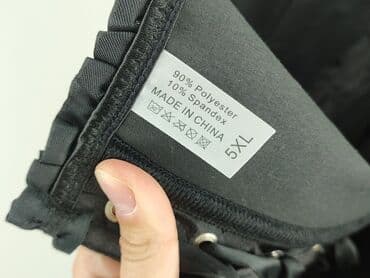 90% Polyester
10% Spandex
MADE IN CHINA
5XL